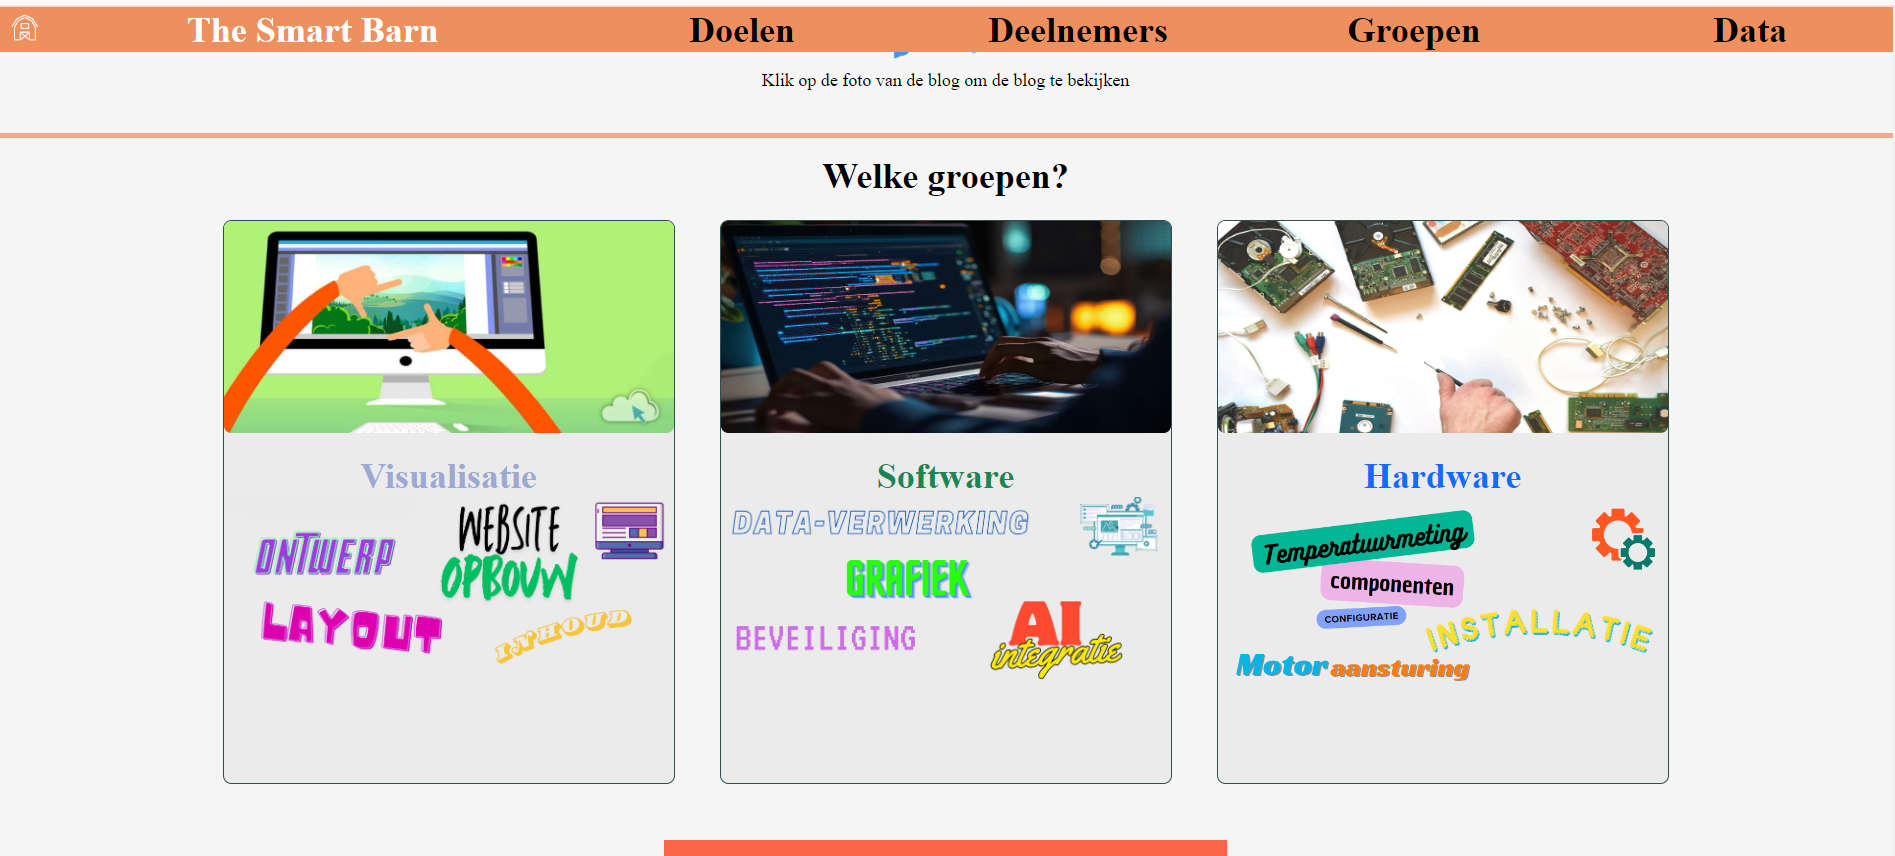 The Smart Barn Doelen Deelnemers Groepen Data
Klik op de foto van de blog om de blog te bekijken
Welke groepen?
Visualisatie
ONTWERP
WEBSITE
OPBOUW
LAYOUT
INHOUD
Software
DATA-VERWERKING
GRAFIEK
BEVEILIGING
AI
integratie
Hardware
Temperatuurmeting
componenten
CONFIGURATIE
INSTALLATIE
Motor aansturing